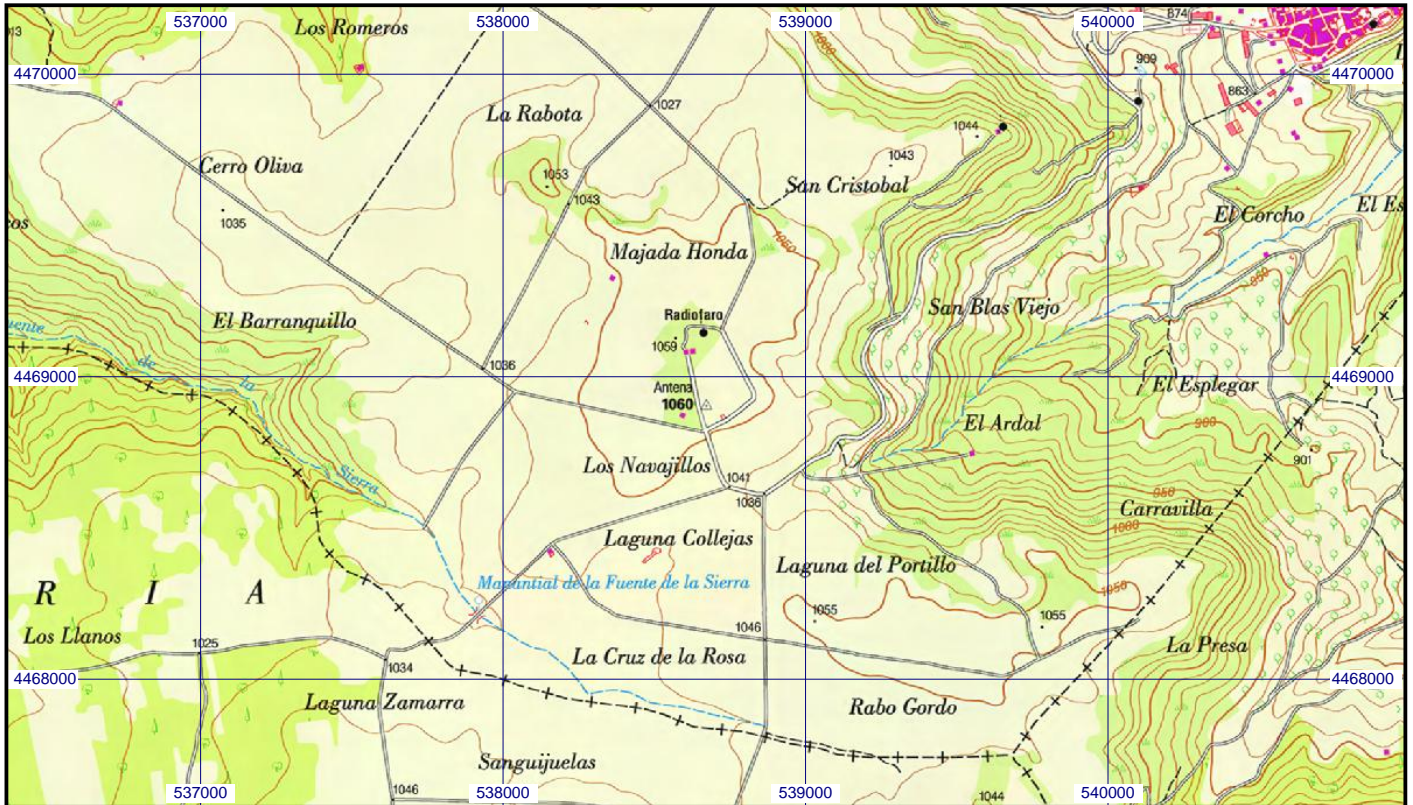 537000
538000
539000
540000
874
Los Romeros
4470000
4470000
909
863
1000
La Rabota
1027
1044
1043
Cerro Oliva
1053
San Cristobal
1043
1035
El Corcho
1050
Majada Honda
950
Radiofaro
San Blas Viejo
El Barranquillo
1059
1036
4469000
4469000
de
la
Antena
1060
El Esplegar
El Ardal
900
901
Los Navajillos
Sierra
1041
1036
950
Carravilla
1000
Laguna Collejas
Laguna del Portillo
Manantial de la Fuente de la Sierra
R I A
1050
1055
1055
Los Llanos
1025
1046
La Presa
La Cruz de la Rosa
1034
4468000
4468000
Laguna Zamarra
Rabo Gordo
Sanguijuelas
537000
538000
539000
540000
1046
1044